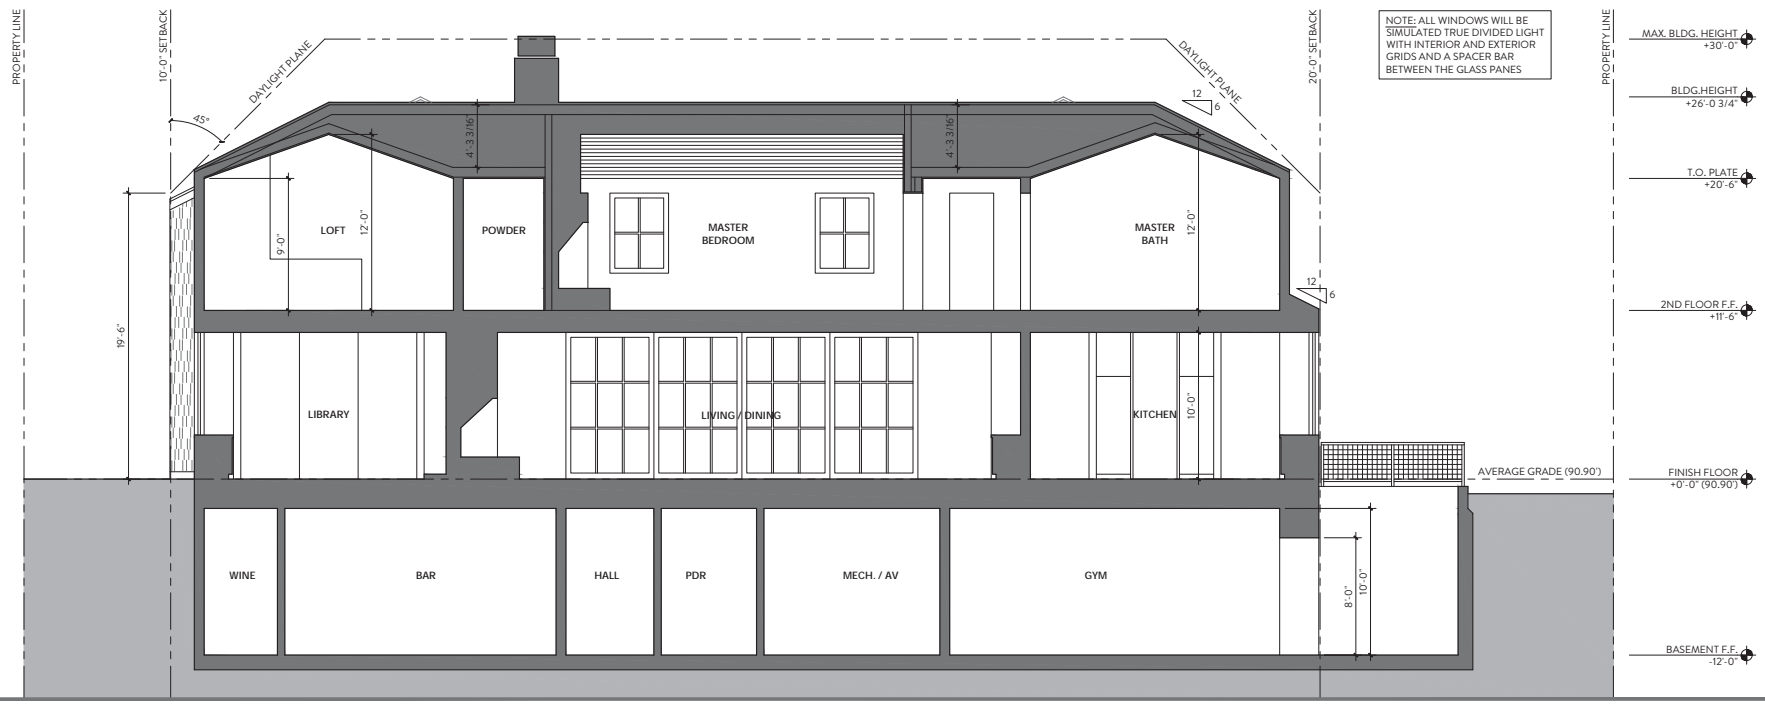 PROPERTY LINE
10'-0" SETBACK
DAYLIGHT PLANE
45°
DAYLIGHT PLANE
20'-0" SETBACK
PROPERTY LINE
NOTE: ALL WINDOWS WILL BE
SIMULATED TRUE DIVIDED LIGHT
WITH INTERIOR AND EXTERIOR
GRIDS AND A SPACER BAR
BETWEEN THE GLASS PANES
MAX. BLDG. HEIGHT
+30'-0"
BLDG.HEIGHT
+26'-0 3/4"
T.O. PLATE
+20'-6"
2ND FLOOR F.F.
+11'-6"
FINISH FLOOR
+0'-0" (90.90')
BASEMENT F.F.
-12'-0"
12
6
4'-3 3/16"
4'-3 3/16"
LOFT
9'-0"
12'-0"
POWDER
MASTER
BEDROOM
MASTER
BATH
12'-0"
12
6
19'-6"
LIBRARY
LIVING / DINING
KITCHEN
10'-0"
AVERAGE GRADE (90.90')
WINE
BAR
HALL
PDR
MECH. / AV
GYM
8'-0"
10'-0"